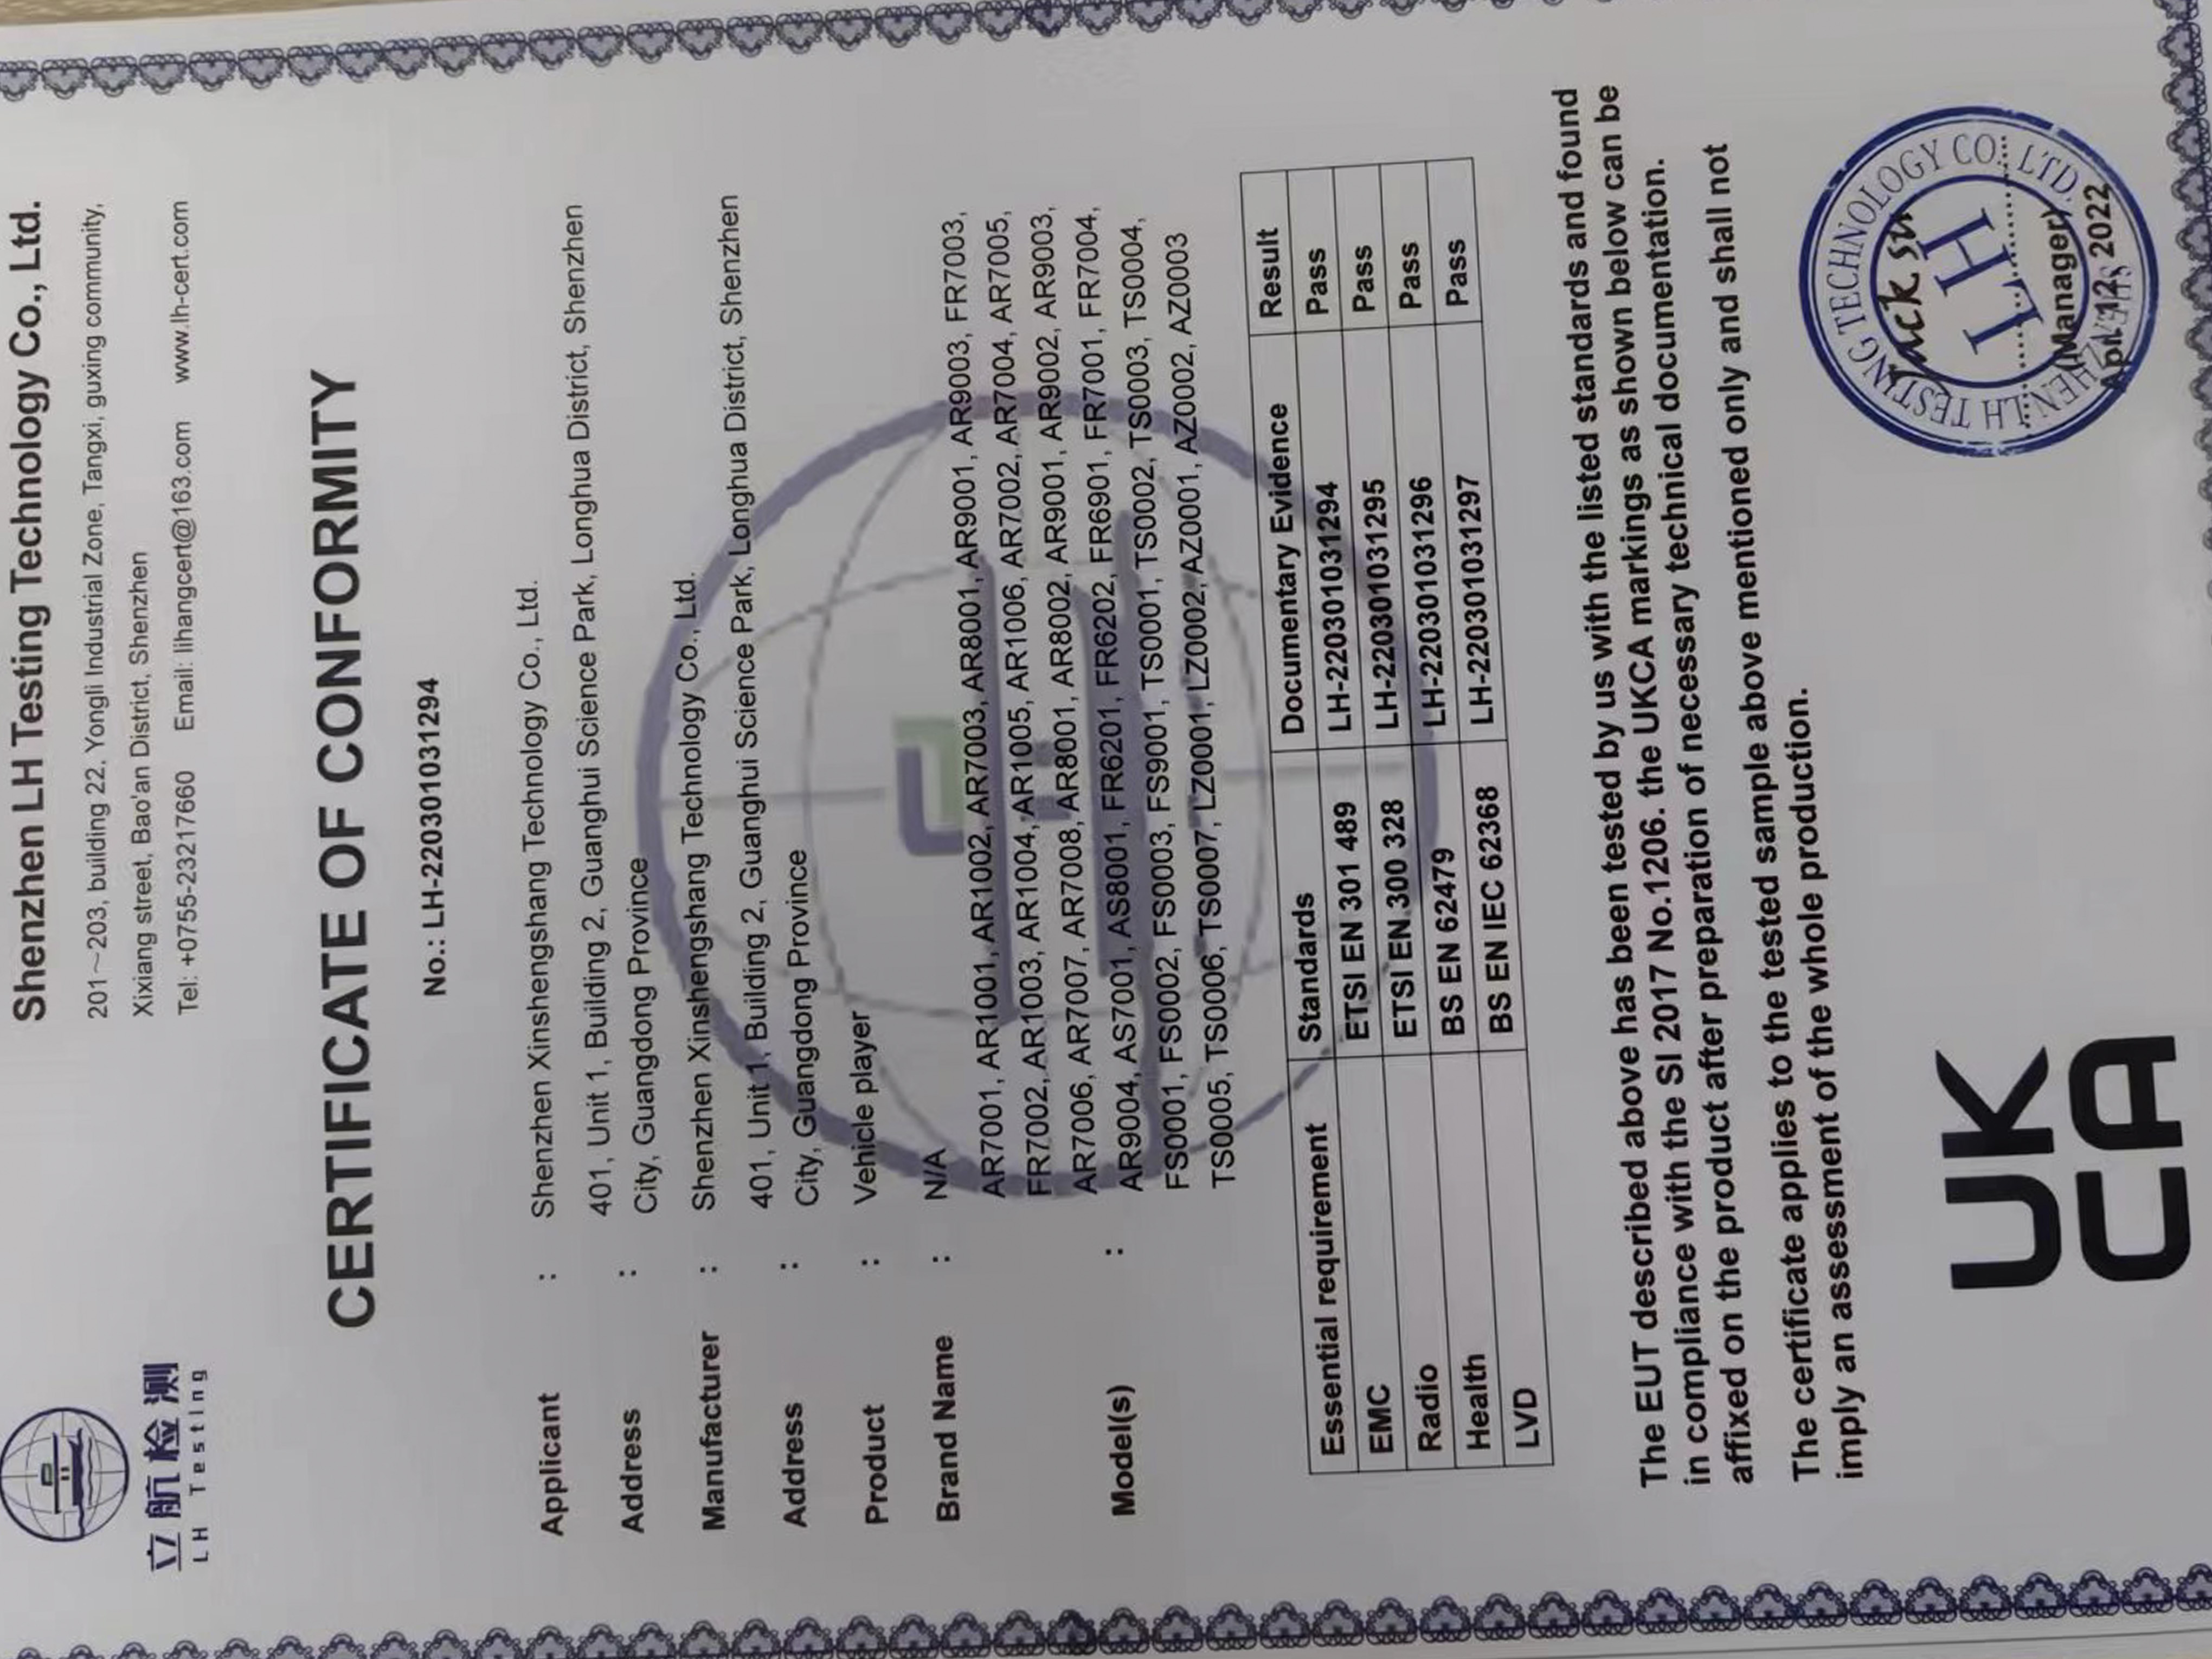 立航检测
LH Testing
Shenzhen LH Testing Technology Co., Ltd.
201~203, building 22, Yongli Industrial Zone, Tangxi, guxing community,
Xixiang street, Bao'an District, Shenzhen
Tel: +0755-23217660 Email: lihangcert@163.com www.lh-cert.com
CERTIFICATE OF CONFORMITY
No.: LH-220301031294
Applicant : Shenzhen Xinshengshang Technology Co., Ltd.
Address : 401, Unit 1, Building 2, Guanghui Science Park, Longhua District, Shenzhen
City, Guangdong Province
Manufacturer : Shenzhen Xinshengshang Technology Co., Ltd.
Address : 401, Unit 1, Building 2, Guanghui Science Park, Longhua District, Shenzhen
City, Guangdong Province
Product : Vehicle player
Brand Name : N/A
Model(s) : AR7001, AR1001, AR1002, AR7003, AR8001, AR9001, AR9003, FR7003,
FR7002, AR1003, AR1004, AR1005, AR1006, AR7002, AR7004, AR7005,
AR7006, AR7007, AR7008, AR8001, AR8002, AR9001, AR9002, AR9003,
AR9004, AS7001, AS8001, FR6201, FR6202, FR6901, FR7001, FR7004,
FS0001, FS0002, FS0003, FS9001, TS0001, TS0002, TS0003, TS0004,
TS0005, TS0006, TS0007, LZ0001, LZ0002, AZ0001, AZ0002, AZ0003
Essential requirement Standards Documentary Evidence Result
EMC ETSI EN 301 489 LH-220301031294 Pass
Radio ETSI EN 300 328 LH-220301031295 Pass
Health BS EN 62479 LH-220301031296 Pass
LVD BS EN IEC 62368 LH-220301031297 Pass
The EUT described above has been tested by us with the listed standards and found
in compliance with the SI 2017 No.1206. the UKCA markings as shown below can be
affixed on the product after preparation of necessary technical documentation.
The certificate applies to the tested sample above mentioned only and shall not
imply an assessment of the whole production.
UK
CA
SHENZHEN LH TESTING TECHNOLOGY CO., LTD.
LH
Jack su
(Manager)
Apr. 12, 2022